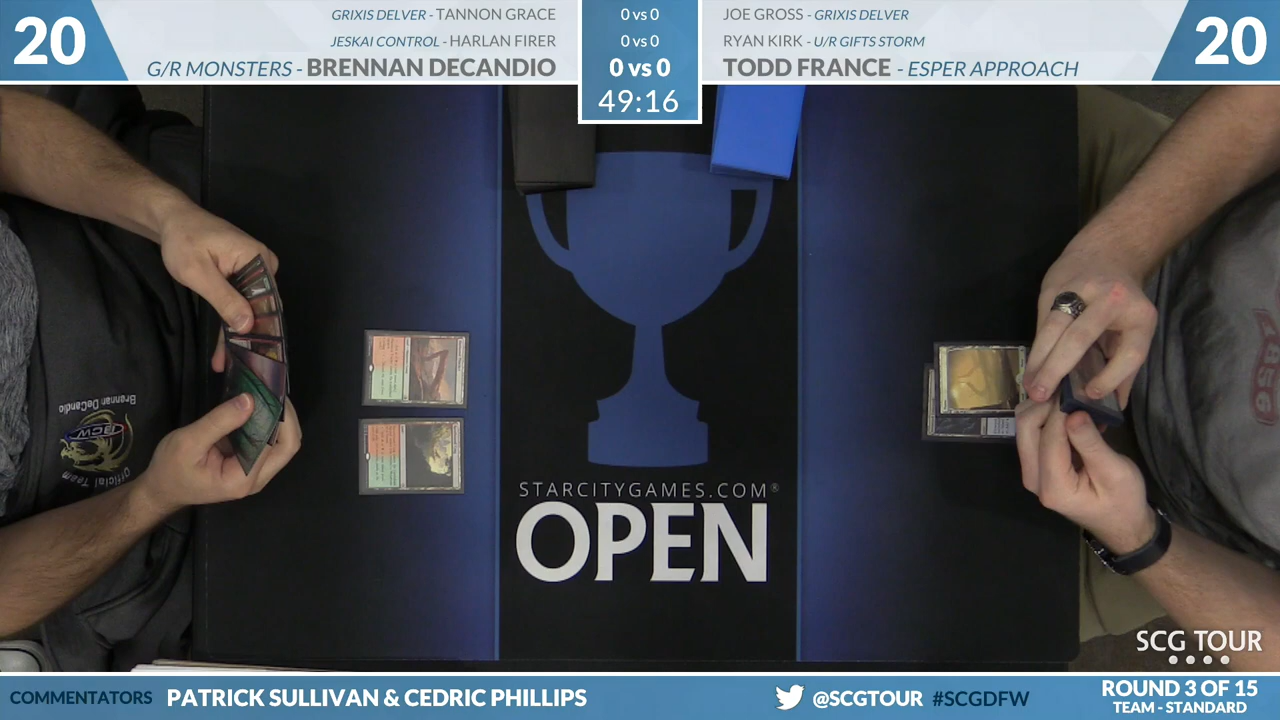 20
GRIXIS DELVER - TANNON GRACE
JESKAI CONTROL - HARLAN FIRER
G/R MONSTERS - BRENNAN DECANDIO
0 vs 0
0 vs 0
0 vs 0
49:16
JOE GROSS - GRIXIS DELVER
RYAN KIRK - U/R GIFTS STORM
TODD FRANCE - ESPER APPROACH
20
Brennan DeCandio
BCW
Official Team
STARCITYGAMES.COM®
OPEN
SCG TOUR
COMMENTATORS PATRICK SULLIVAN & CEDRIC PHILLIPS
@SCGTOUR #SCGDFW
ROUND 3 OF 15
TEAM - STANDARD